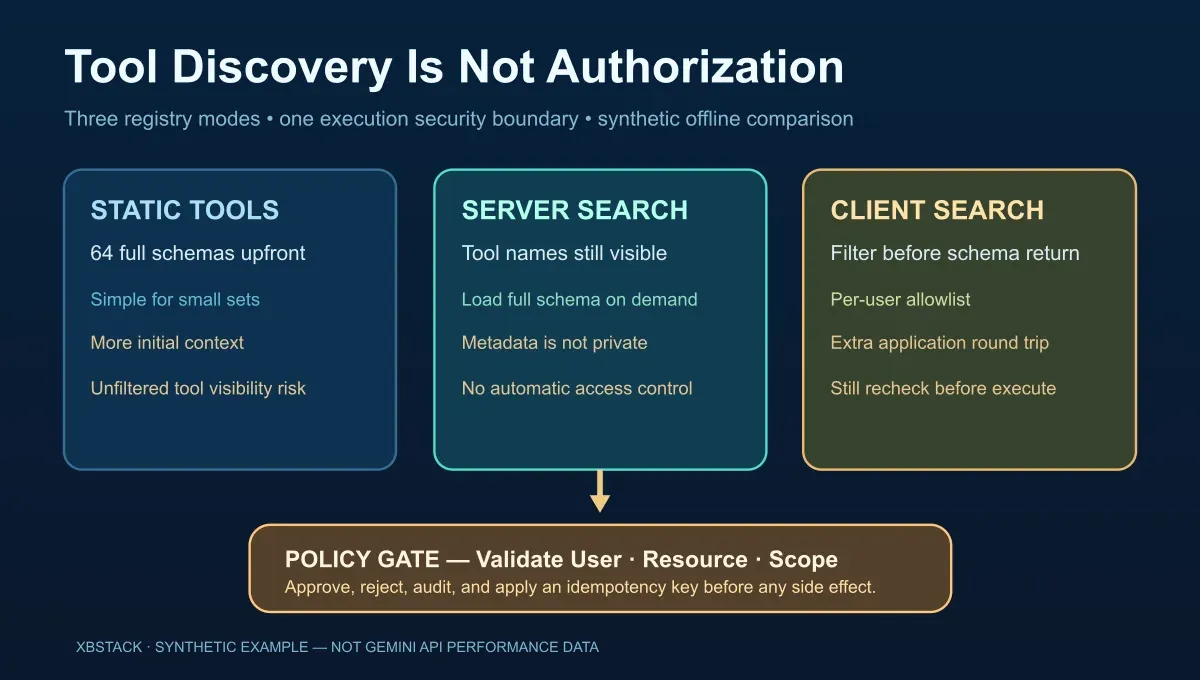 Tool Discovery Is Not Authorization
Three registry modes • one execution security boundary • synthetic offline comparison
STATIC TOOLS
64 full schemas upfront
Simple for small sets
More initial context
Unfiltered tool visibility risk
SERVER SEARCH
Tool names still visible
Load full schema on demand
Metadata is not private
No automatic access control
CLIENT SEARCH
Filter before schema return
Per-user allowlist
Extra application round trip
Still recheck before execute
POLICY GATE — Validate User · Resource · Scope
Approve, reject, audit, and apply an idempotency key before any side effect.
XBSTACK · SYNTHETIC EXAMPLE — NOT GEMINI API PERFORMANCE DATA